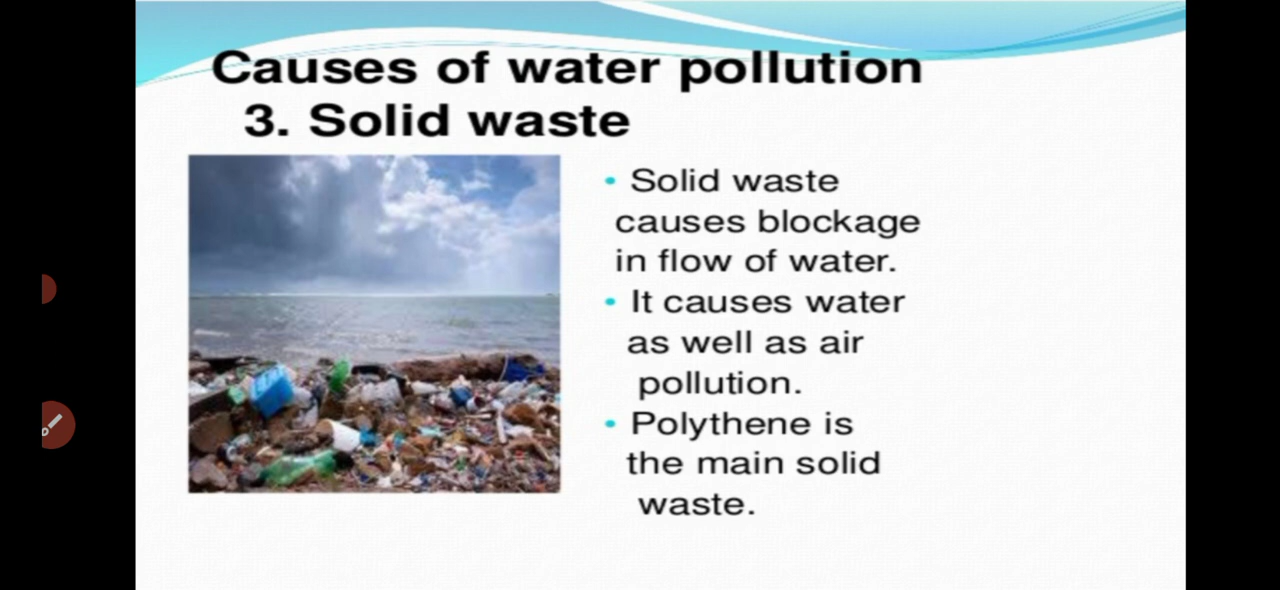 Causes of water pollution
3. Solid waste
• Solid waste
causes blockage
in flow of water.
• It causes water
as well as air
pollution.
• Polythene is
the main solid
waste.